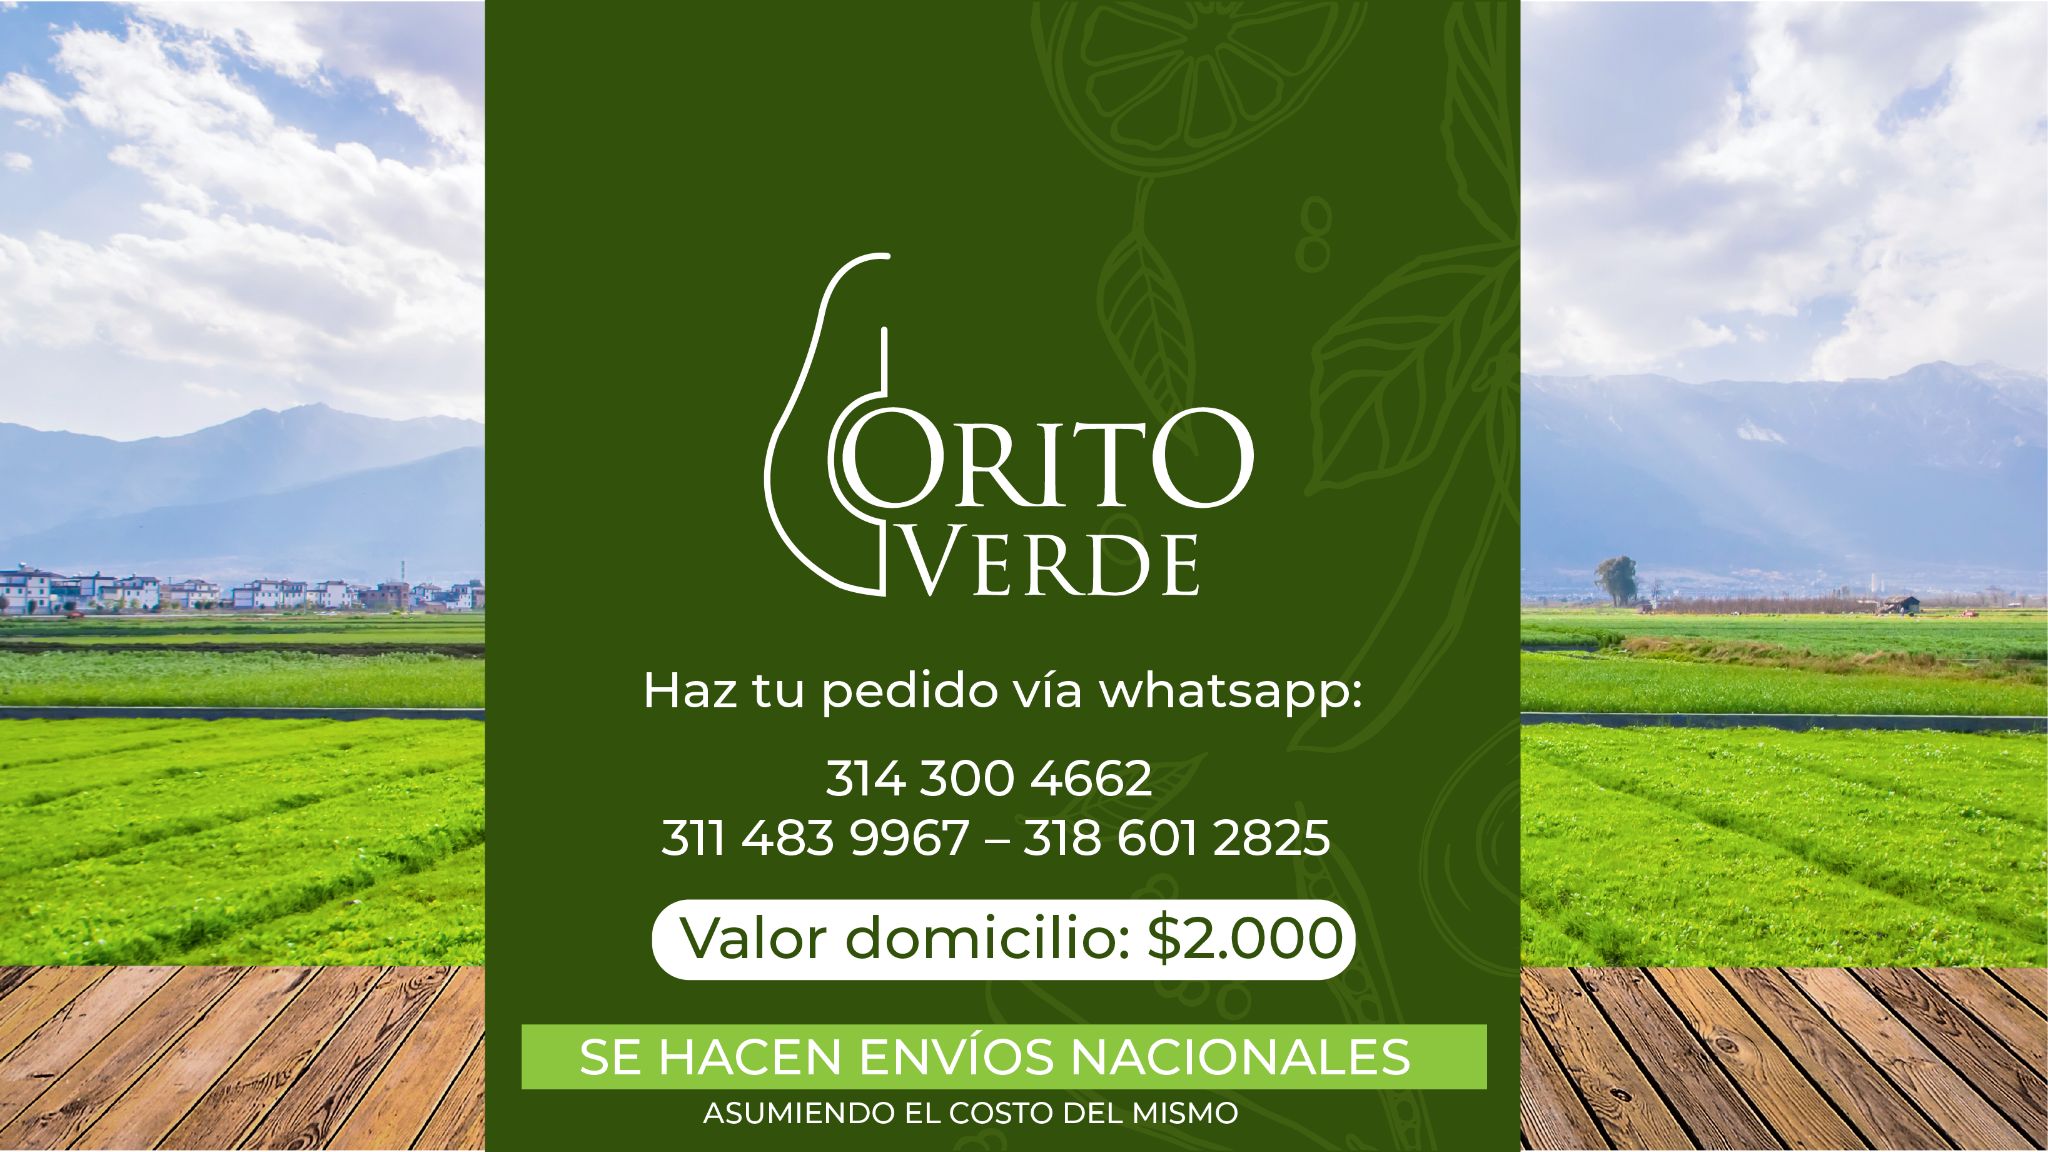 ORITO
VERDE
Haz tu pedido vía whatsapp:
314 300 4662
311 483 9967 – 318 601 2825
Valor domicilio: $2.000
SE HACEN ENVÍOS NACIONALES
ASUMIENDO EL COSTO DEL MISMO